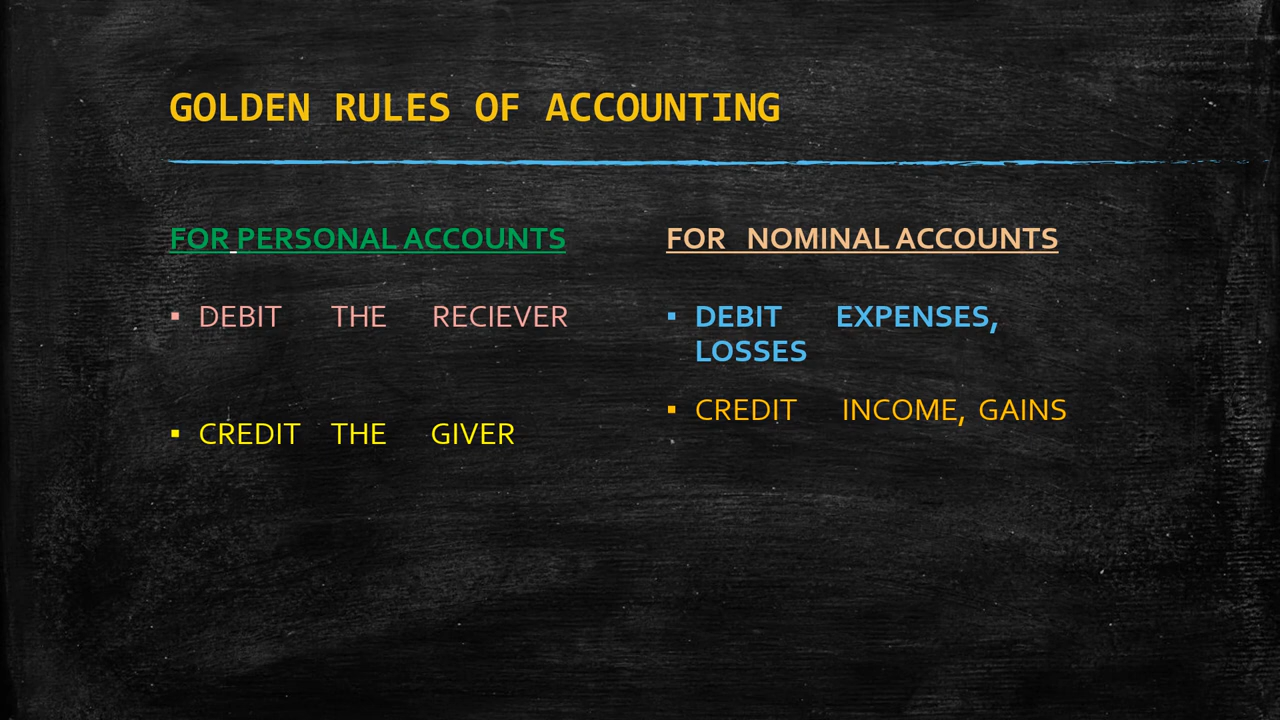 GOLDEN RULES OF ACCOUNTING
FOR PERSONAL ACCOUNTS
▪ DEBIT THE RECIEVER
▪ CREDIT THE GIVER
FOR NOMINAL ACCOUNTS
▪ DEBIT EXPENSES,
LOSSES
▪ CREDIT INCOME, GAINS